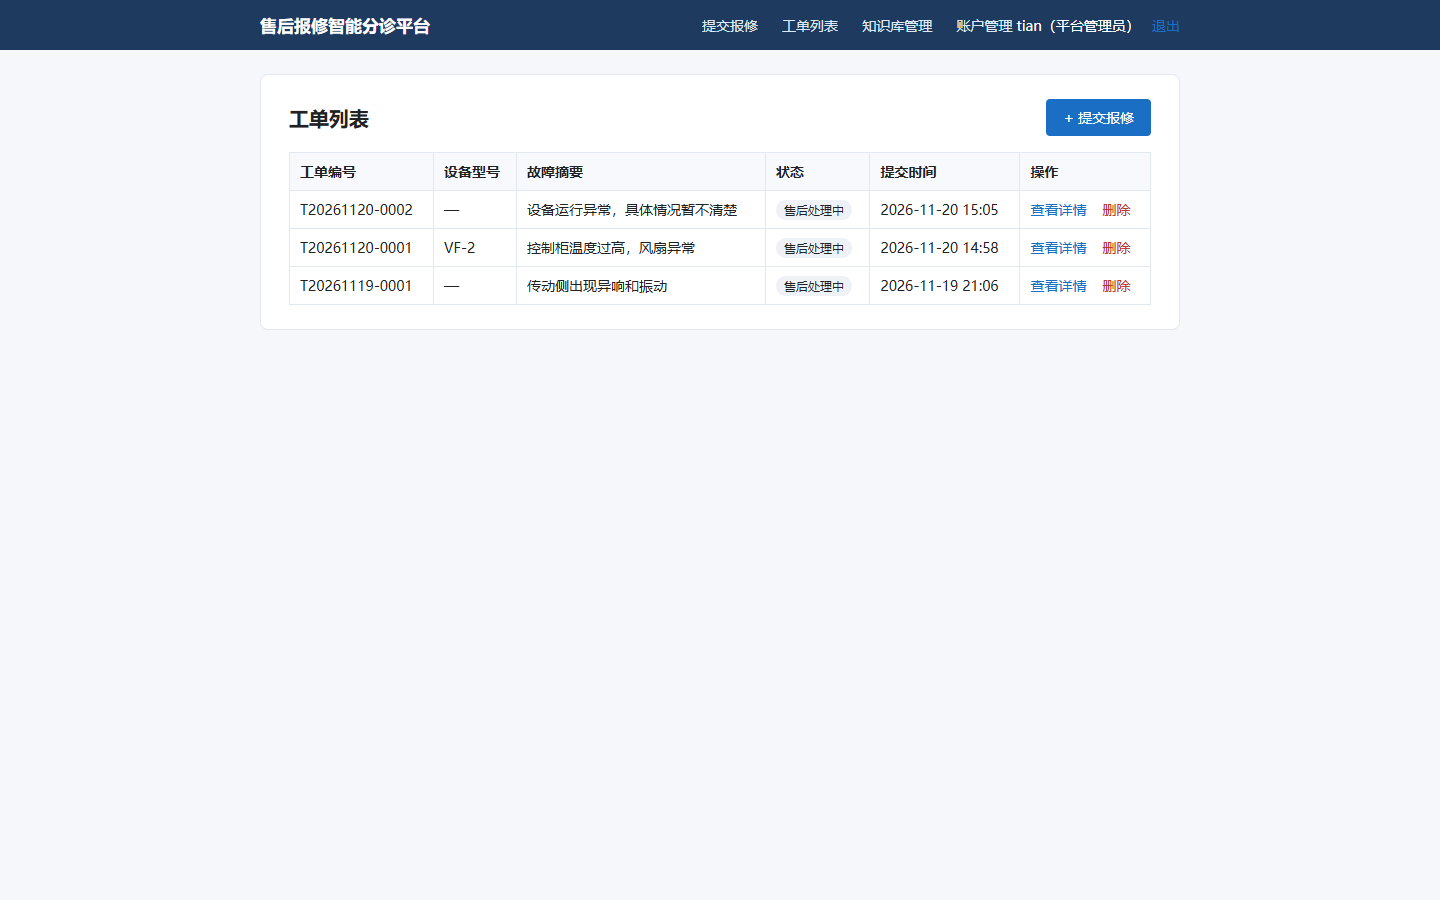 售后报修智能分诊平台 提交报修 工单列表 知识库管理 账户管理 tian（平台管理员） 退出
工单列表 + 提交报修
工单编号 设备型号 故障摘要 状态 提交时间 操作
T20261120-0002 — 设备运行异常，具体情况暂不清楚 售后处理中 2026-11-20 15:05 查看详情 删除
T20261120-0001 VF-2 控制柜温度过高，风扇异常 售后处理中 2026-11-20 14:58 查看详情 删除
T20261119-0001 — 传动侧出现异响和振动 售后处理中 2026-11-19 21:06 查看详情 删除